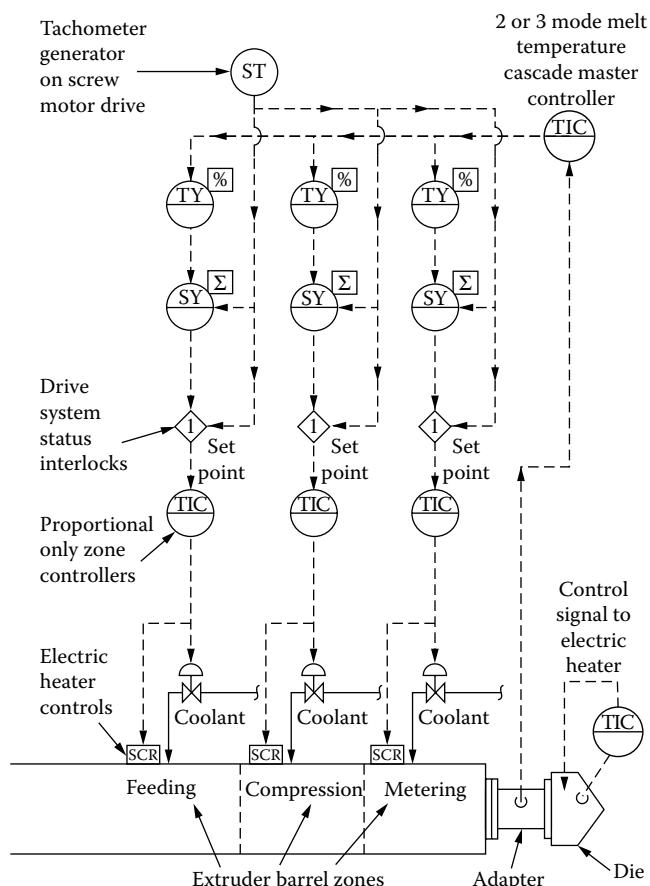 Tachometer
generator
on screw
motor drive
ST
2 or 3 mode melt
temperature
cascade master
controller
TIC
TY % TY % TY %
SY Σ SY Σ SY Σ
Drive
system
status
interlocks
1 1 1
Set
point
Set
point
Set
point
TIC TIC TIC
Proportional
only zone
controllers
Control
signal to
electric
heater
TIC
Electric
heater
controls
Coolant Coolant Coolant
SCR SCR SCR
Feeding Compression Metering
Extruder barrel zones
Adapter
Die